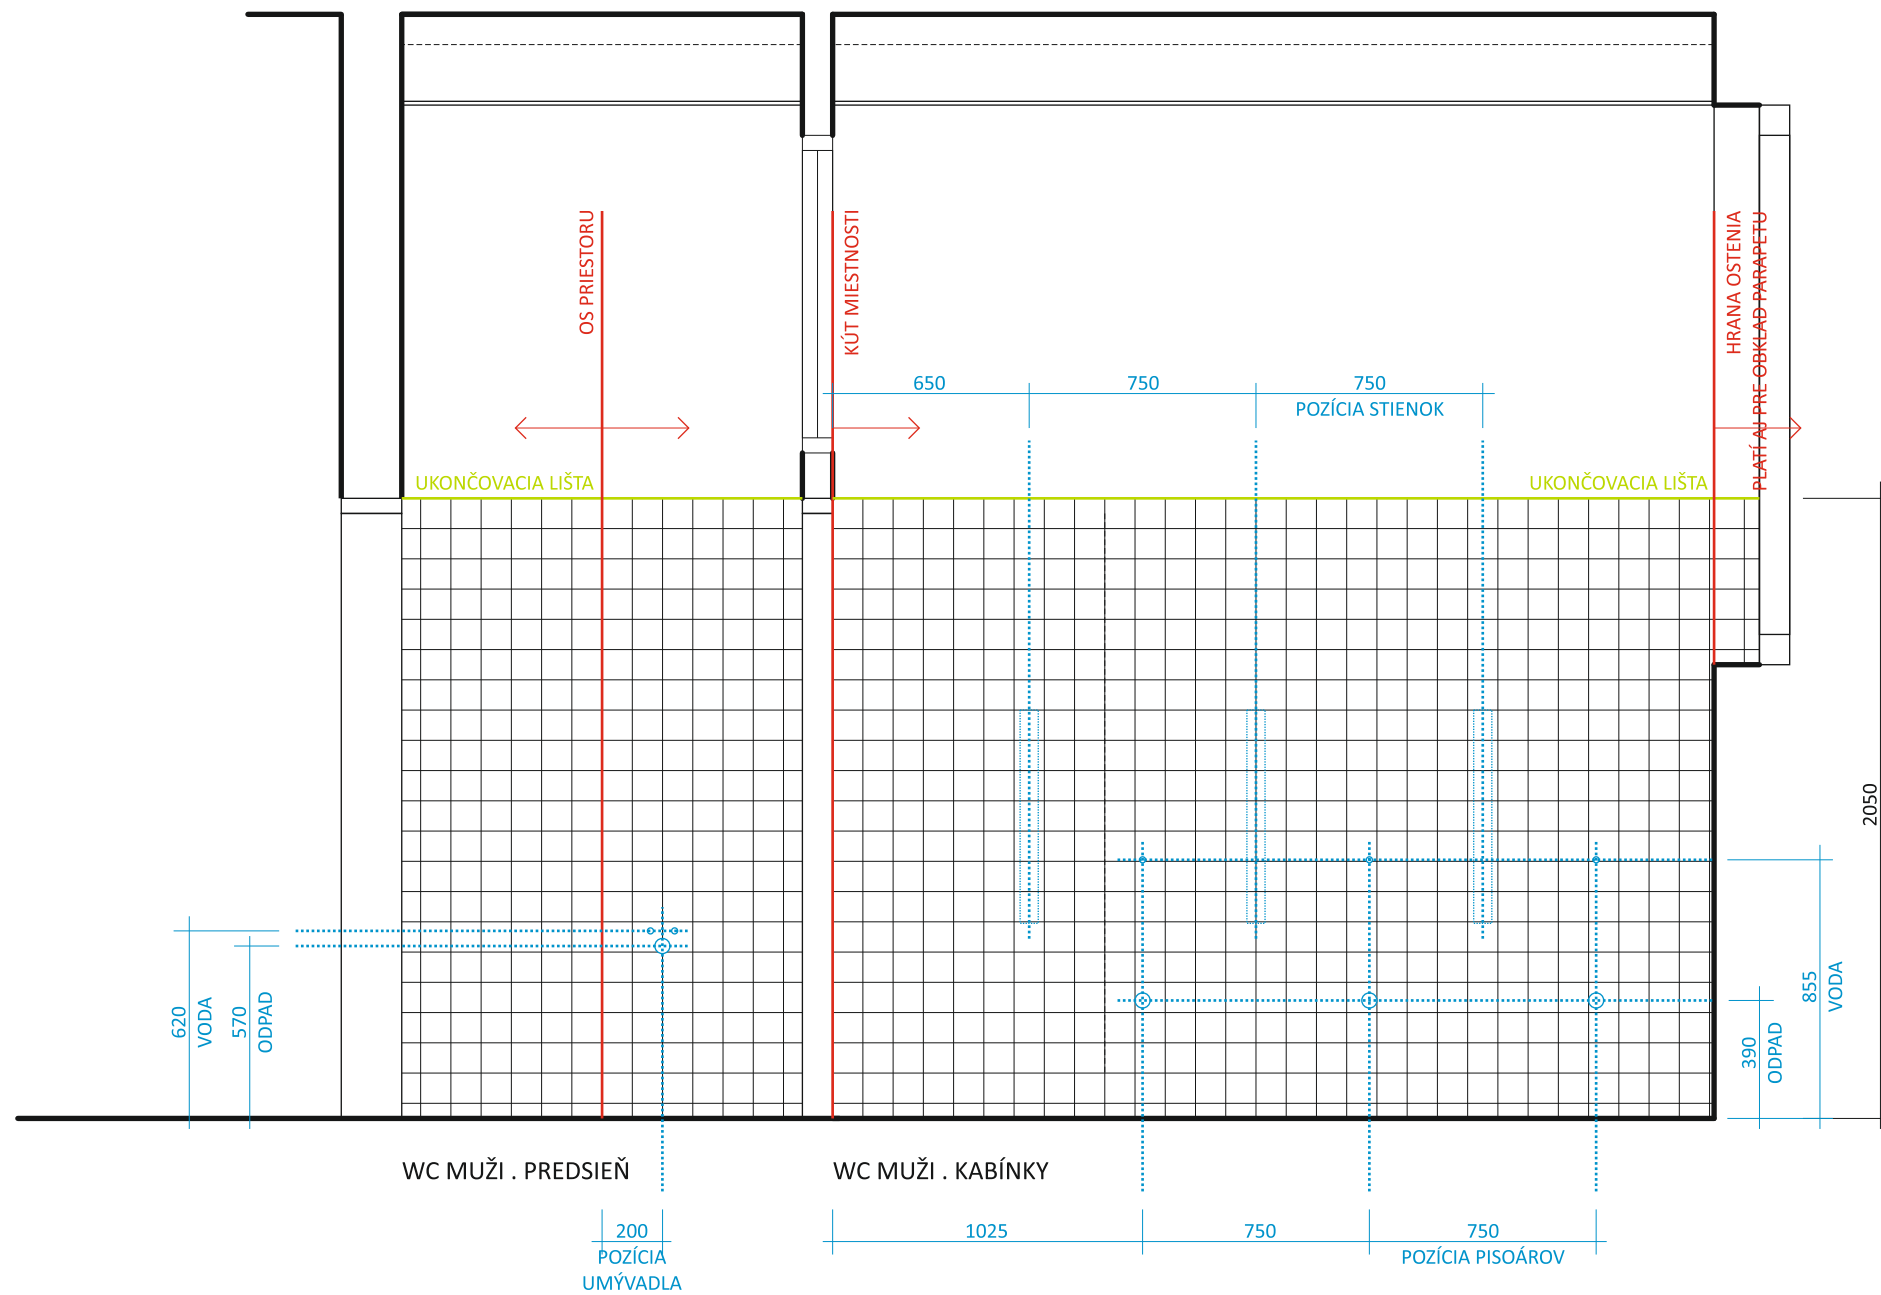 OS PRIESTORU
KÚT MIESTNOSTI
HRANA OSTENIA
PLATÍ AJ PRE OBKLAD PARAPETU
650
750
750
POZÍCIA STIENOK
UKONČOVACIA LIŠTA
UKONČOVACIA LIŠTA
2050
620
VODA
570
ODPAD
855
VODA
390
ODPAD
WC MUŽI . PREDSIEŇ
WC MUŽI . KABÍNKY
200
POZÍCIA
UMÝVADLA
1025
750
750
POZÍCIA PISOÁROV